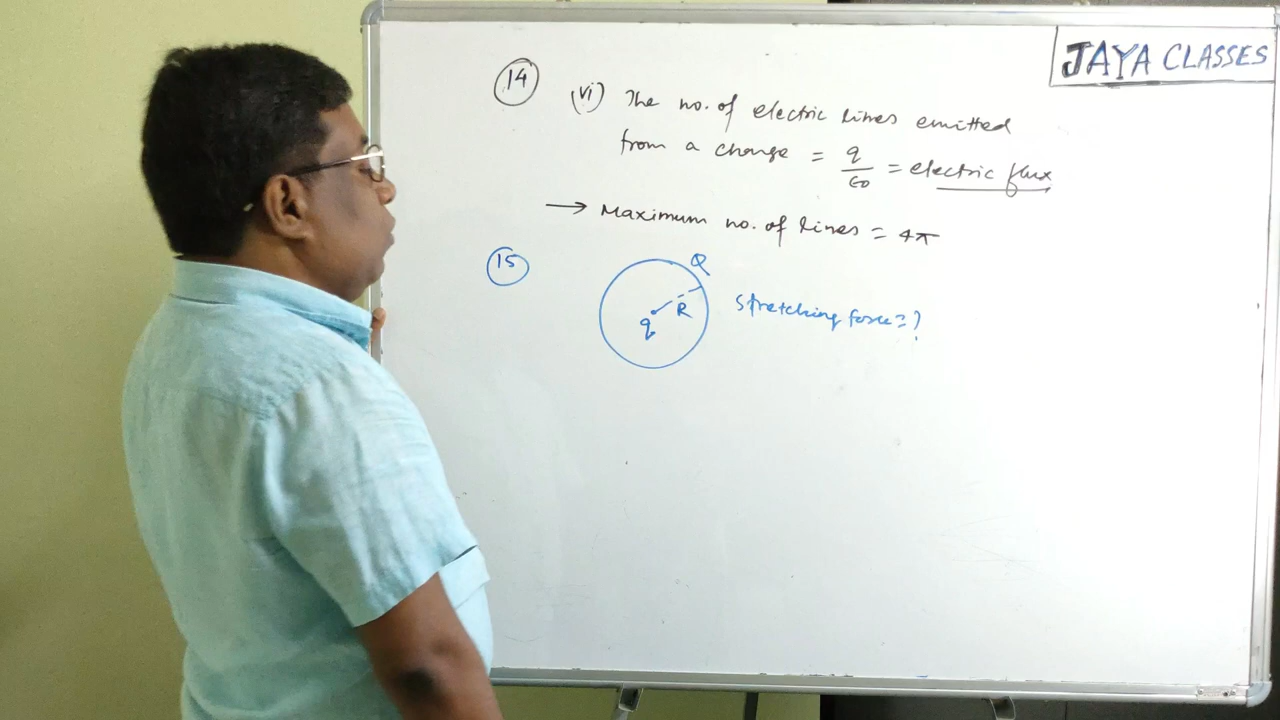 JAYA CLASSES
14 (vi) The no. of electric lines emitted
from a charge = q/ε0 = electric flux
→ Maximum no. of lines = 4π
15 Q
q R Stretching force = ?